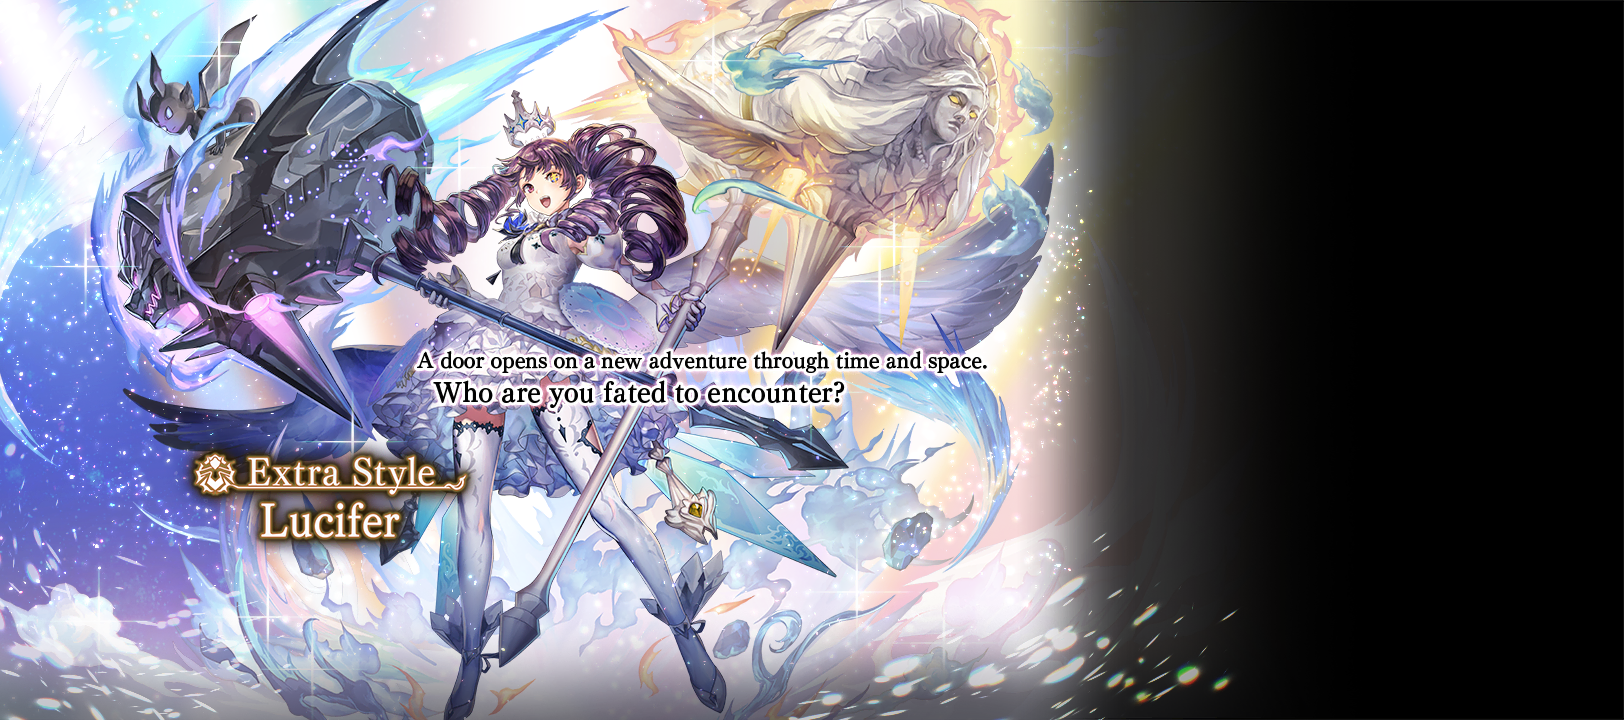 A door opens on a new adventure through time and space.
Who are you fated to encounter?
Extra Style
Lucifer